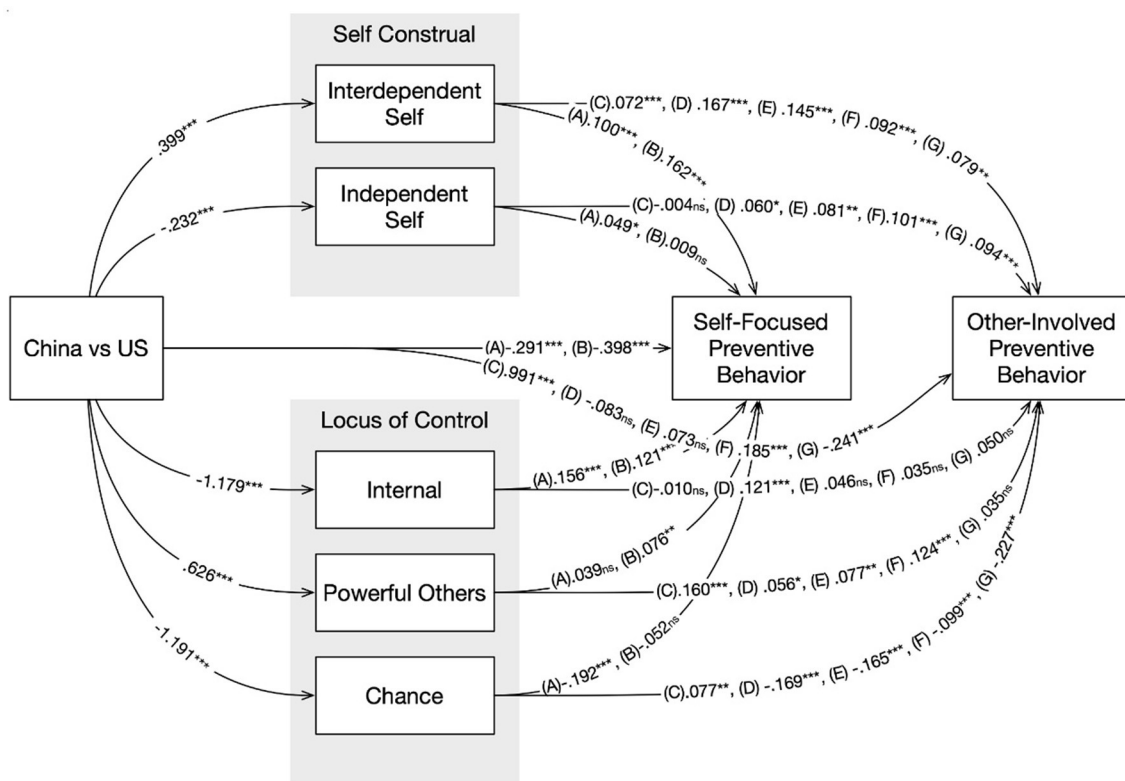 Self Construal
Interdependent
Self
Independent
Self
China vs US
Locus of Control
Internal
Powerful Others
Chance
Self-Focused
Preventive
Behavior
Other-Involved
Preventive
Behavior
.399***
-.232***
-1.179***
.626***
-1.191***
(C).072***, (D) .167***, (E) .145***, (F) .092***, (G) .079**
(A).100***, (B).162***
(C)-.004ns, (D) .060*, (E) .081**, (F).101***, (G) .094***
(A).049*, (B).009ns
(A)-.291***, (B)-.398***
(C).991***, (D) -.083ns, (E) .073ns, (F) .185***, (G) -.241***
(A).156***, (B).121***
(C)-.010ns, (D) .121***, (E) .046ns, (F) .035ns, (G) .050ns
(A).039ns, (B).076**
(C).160***, (D) .056*, (E) .077**, (F) .124***, (G) .035ns
(A)-.192***, (B)-.052ns
(C).077**, (D) -.169***, (E) -.165***, (F) -.099***, (G) -.227***